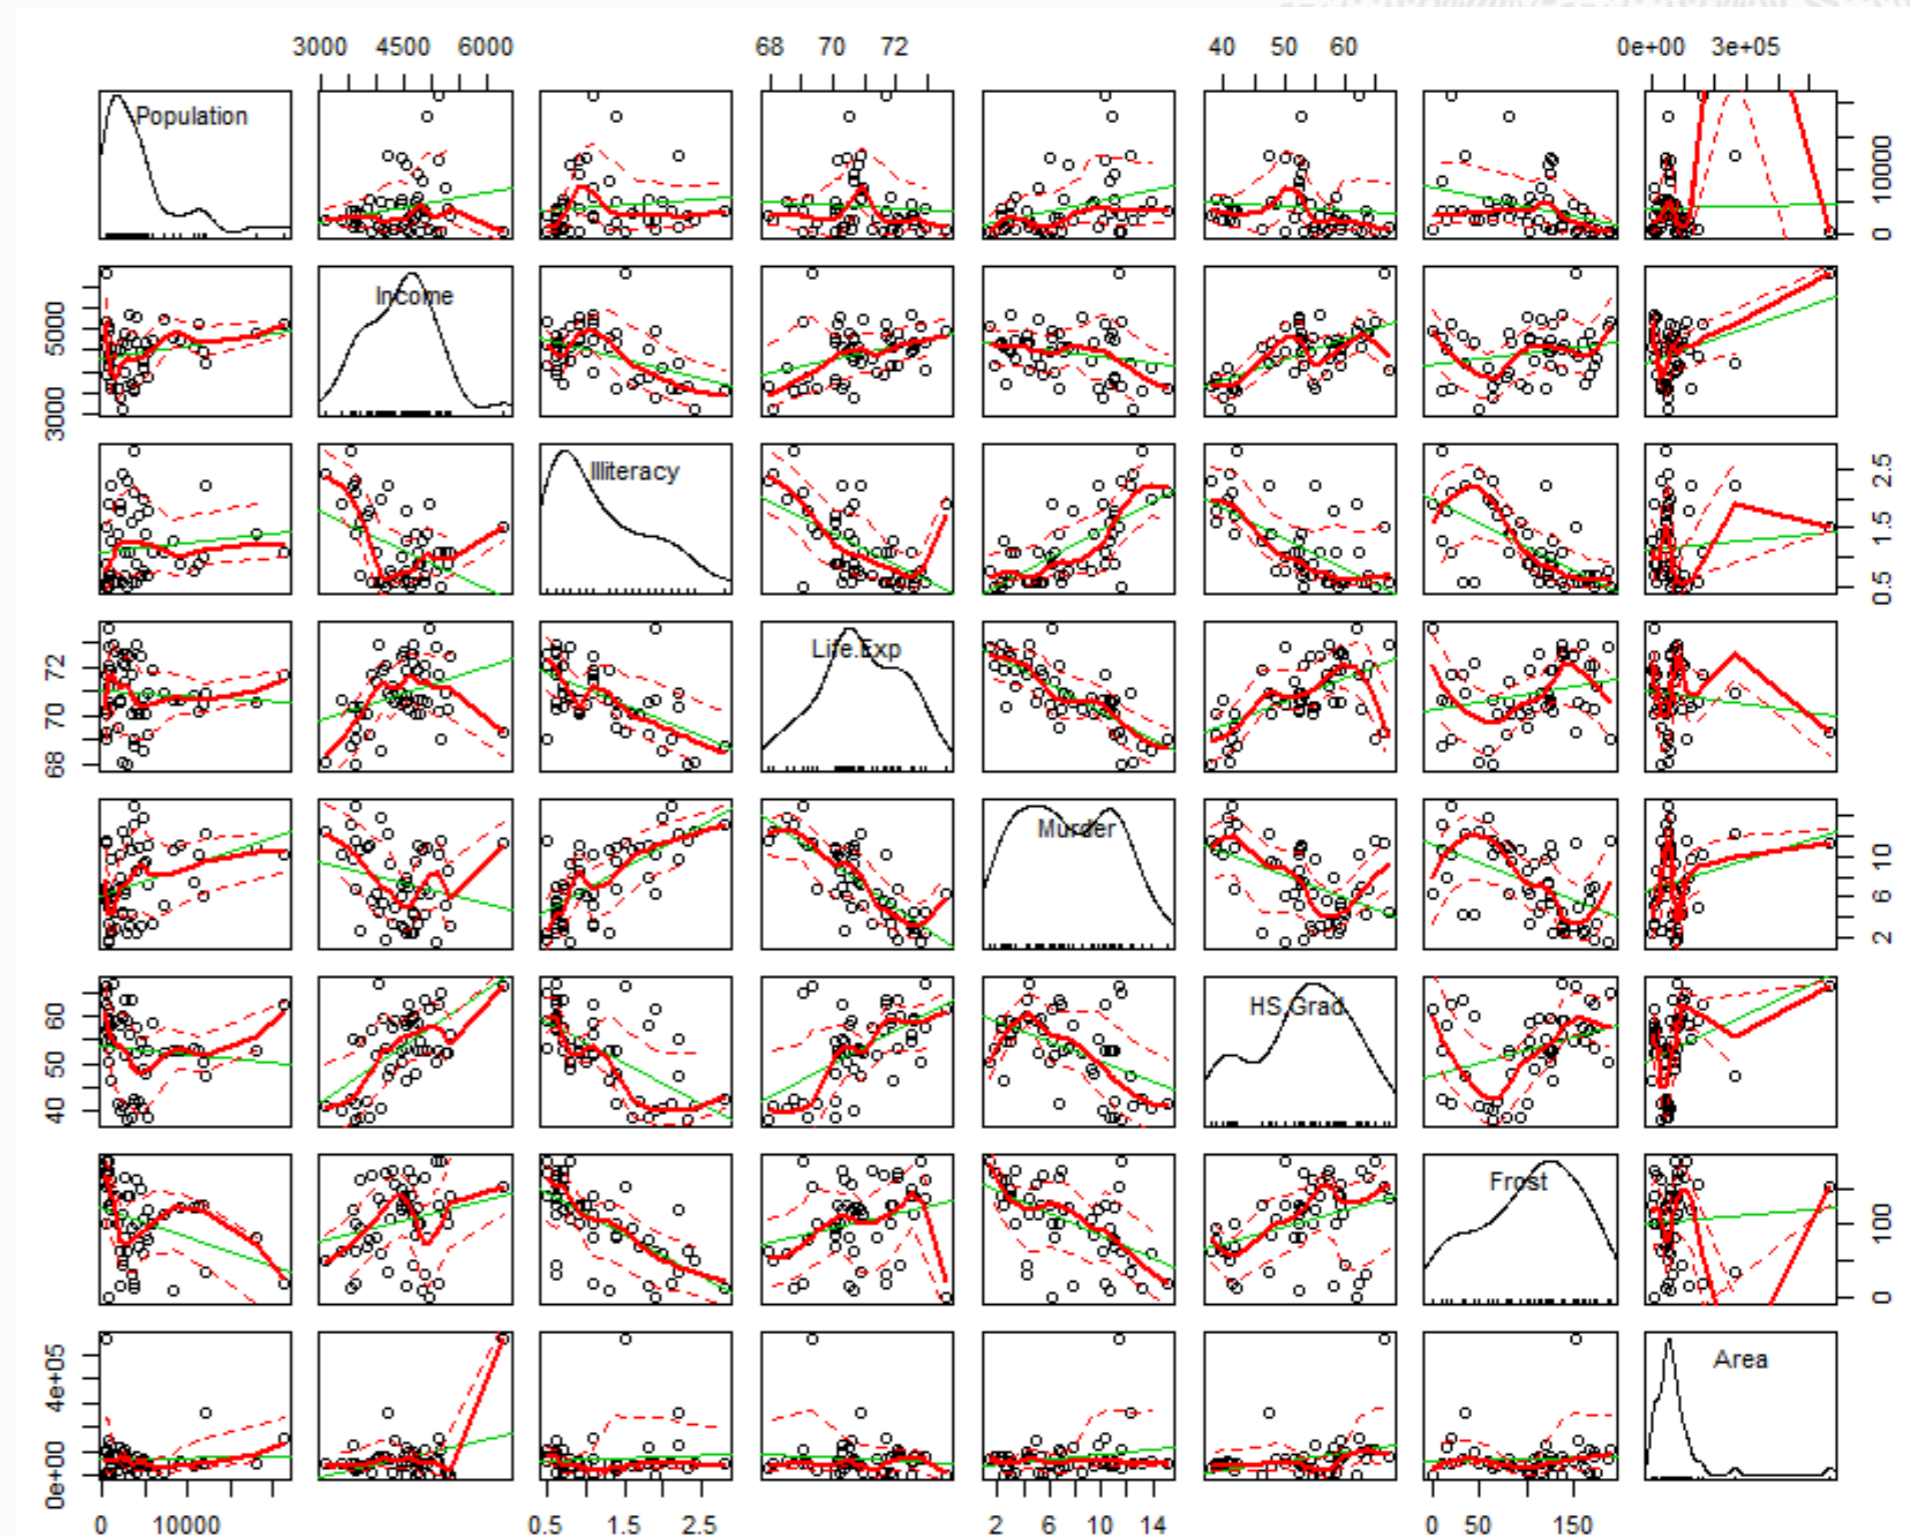 3000 4500 6000 68 70 72 40 50 60 0e+00 3e+05
Population
0 10000
Income
3000 5000
Illiteracy
0.5 1.5 2.5
Life.Exp
68 70 72
Murder
2 6 10
HS.Grad
40 50 60
Frost
0 100
Area
0e+00 4e+05
0 10000 0.5 1.5 2.5 2 6 10 14 0 50 150